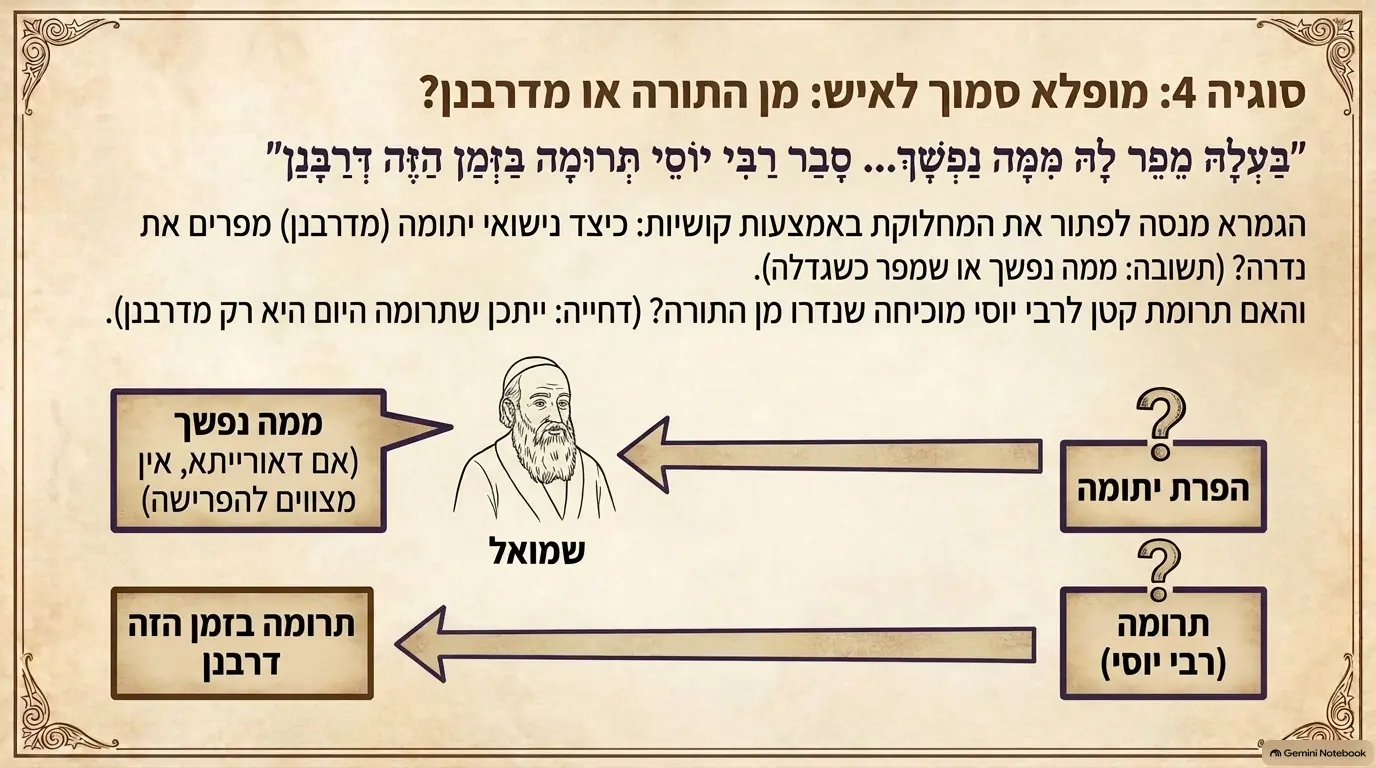 סוגיה 4: מופלא סמוך לאיש: מן התורה או מדרבנן?
"בַּעְלָהּ מֵפֵר לָהּ מִמָּה נַפְשָׁךְ... סָבַר רַבִּי יוֹסֵי תְּרוּמָה בַּזְּמַן הַזֶּה דְּרַבָּנַן"
הגמרא מנסה לפתור את המחלוקת באמצעות קושיות: כיצד נישואי יתומה (מדרבנן) מפרים את
נדרה? (תשובה: ממה נפשך או שמפר כשגדלה).
והאם תרומת קטן לרבי יוסי מוכיחה שנדרו מן התורה? (דחייה: ייתכן שתרומה היום היא רק מדרבנן).
?
הפרת יתומה
שמואל
ממה נפשך
(אם דאורייתא, אין
מצווים להפרישה)
?
תרומה
(רבי יוסי)
תרומה בזמן הזה
דרבנן
Gemini Notebook